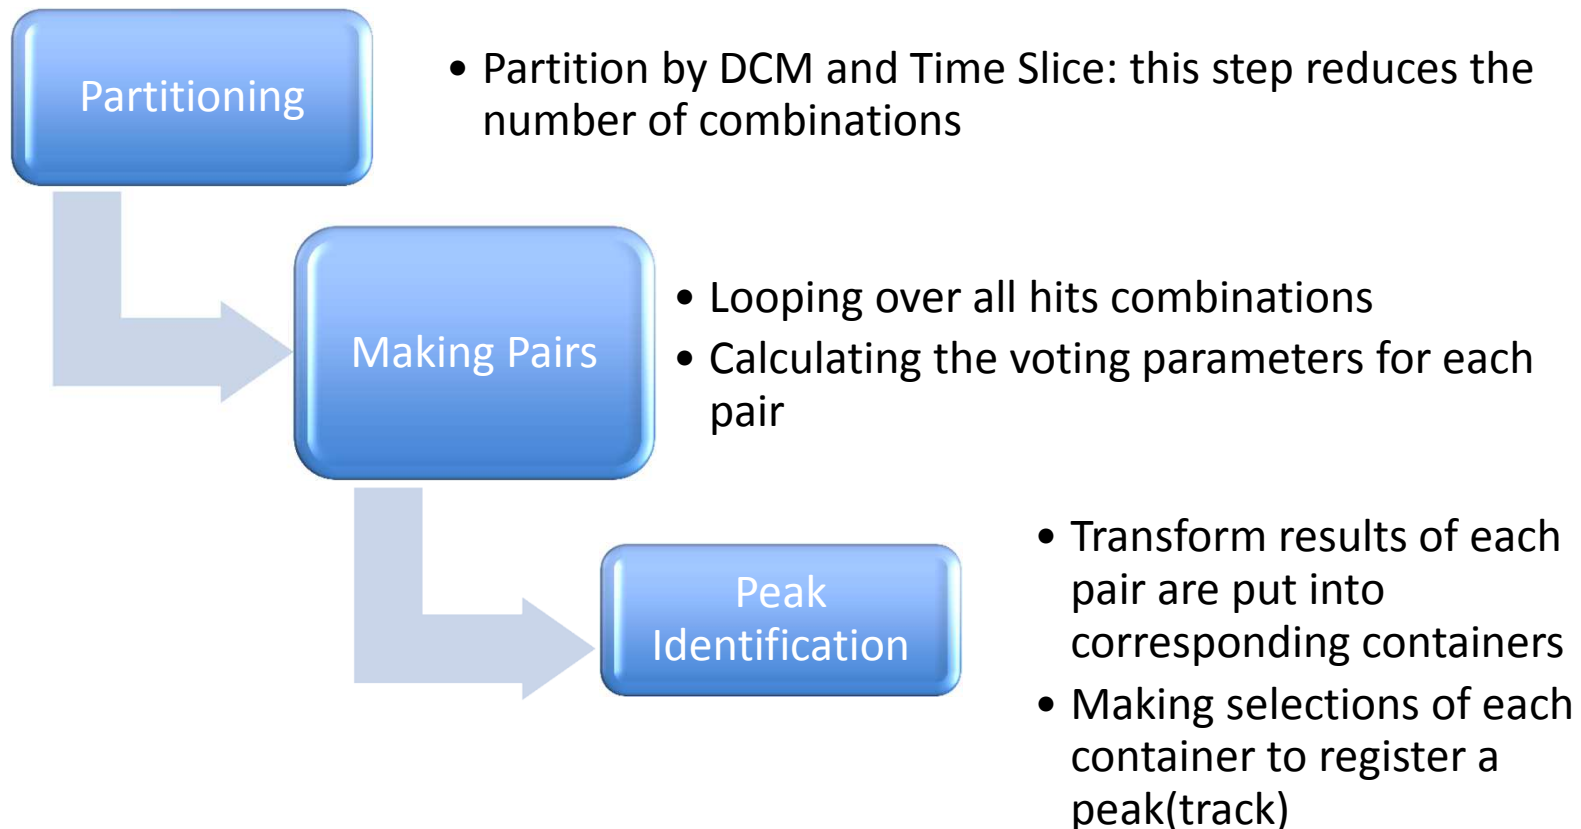 Partitioning
• Partition by DCM and Time Slice: this step reduces the
number of combinations
Making Pairs
• Looping over all hits combinations
• Calculating the voting parameters for each
pair
Peak
Identification
• Transform results of each
pair are put into
corresponding containers
• Making selections of each
container to register a
peak(track)